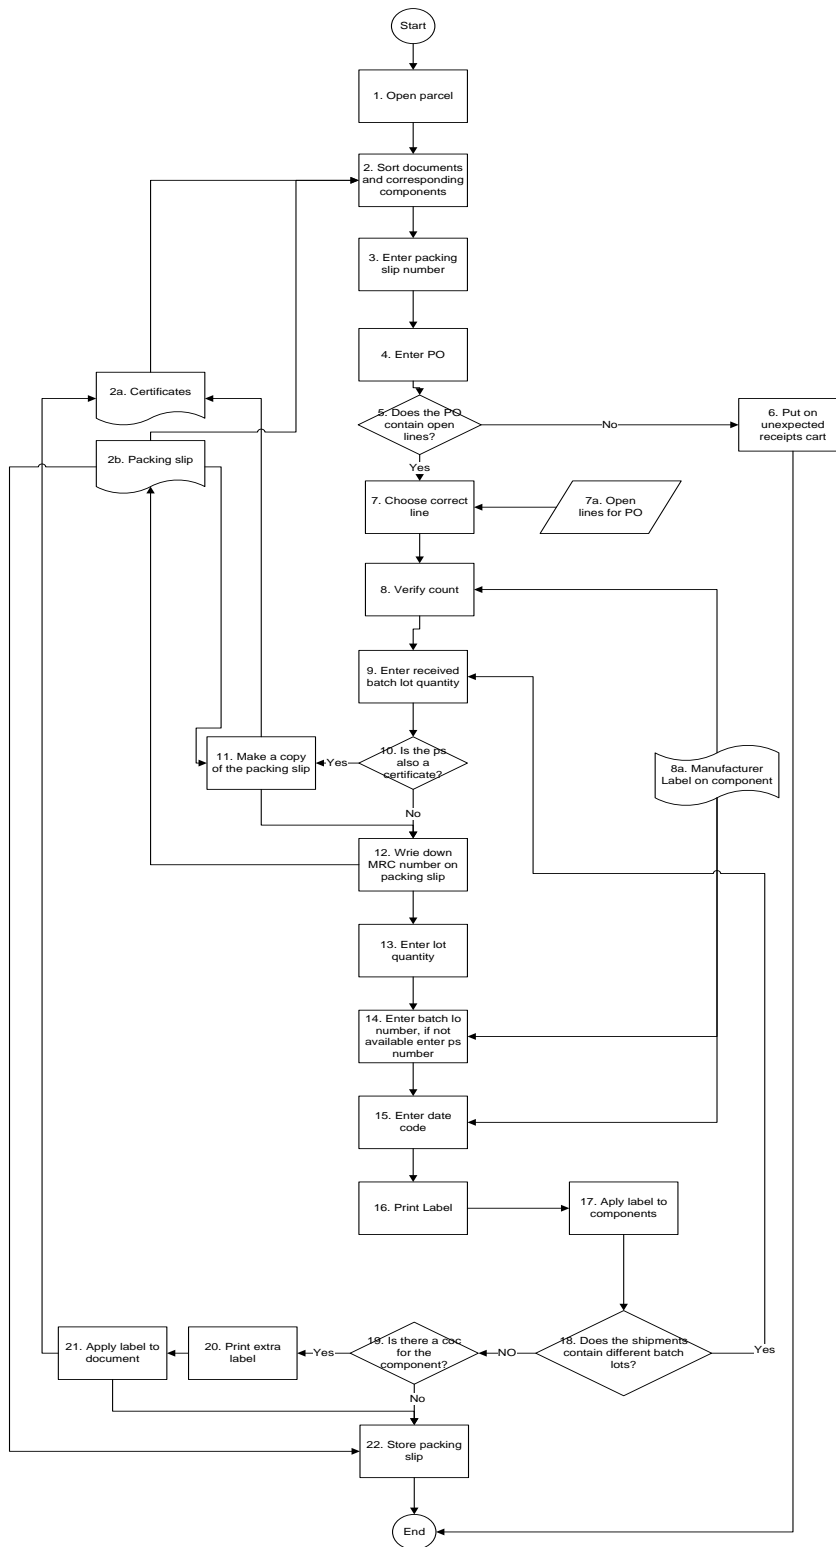 Start
1. Open parcel
2. Sort documents
and corresponding
components
3. Enter packing
slip number
4. Enter PO
2a. Certificates
5. Does the PO
contain open
lines?
No
6. Put on
unexpected
receipts cart
2b. Packing slip
Yes
7. Choose correct
line
7a. Open
lines for PO
8. Verify count
9. Enter received
batch lot quantity
10. Is the ps
also a
certificate?
Yes
11. Make a copy
of the packing slip
8a. Manufacturer
Label on component
No
12. Wrie down
MRC number on
packing slip
13. Enter lot
quantity
14. Enter batch lo
number, if not
available enter ps
number
15. Enter date
code
16. Print Label
17. Aply label to
components
18. Does the shipments
contain different batch
lots?
Yes
NO
19. Is there a coc
for the
component?
Yes
20. Print extra
label
21. Apply label to
document
No
22. Store packing
slip
End